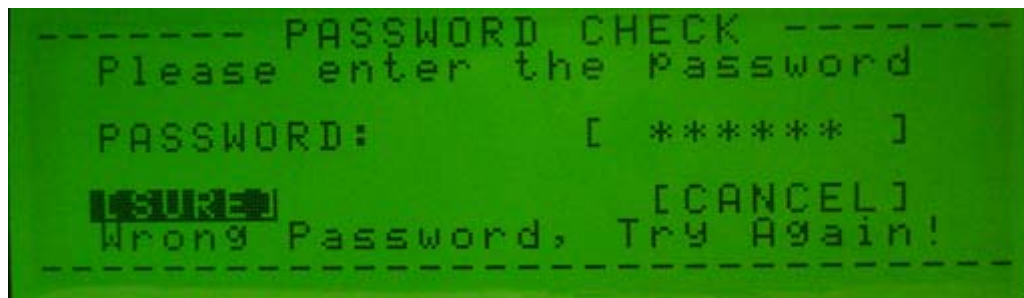 ------- PASSWORD CHECK -------
Please enter the Password
PASSWORD: [ ****** ]
[SURE] [CANCEL]
Wrong Password, Try Again!